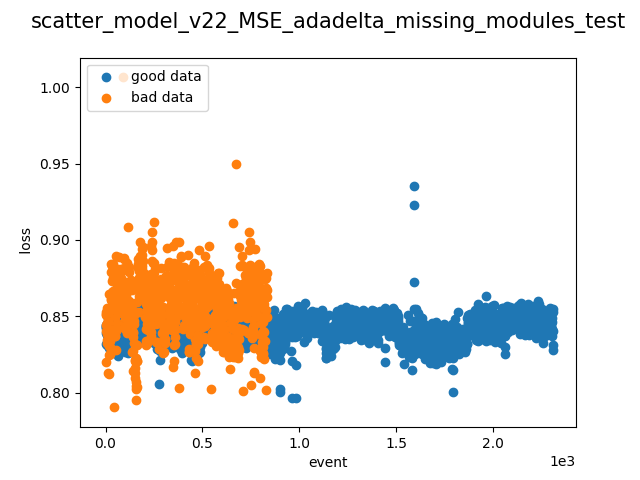 scatter_model_v22_MSE_adadelta_missing_modules_test
good data
bad data
1.00
0.95
0.90
0.85
0.80
loss
0.0
0.5
1.0
1.5
2.0
1e3
event